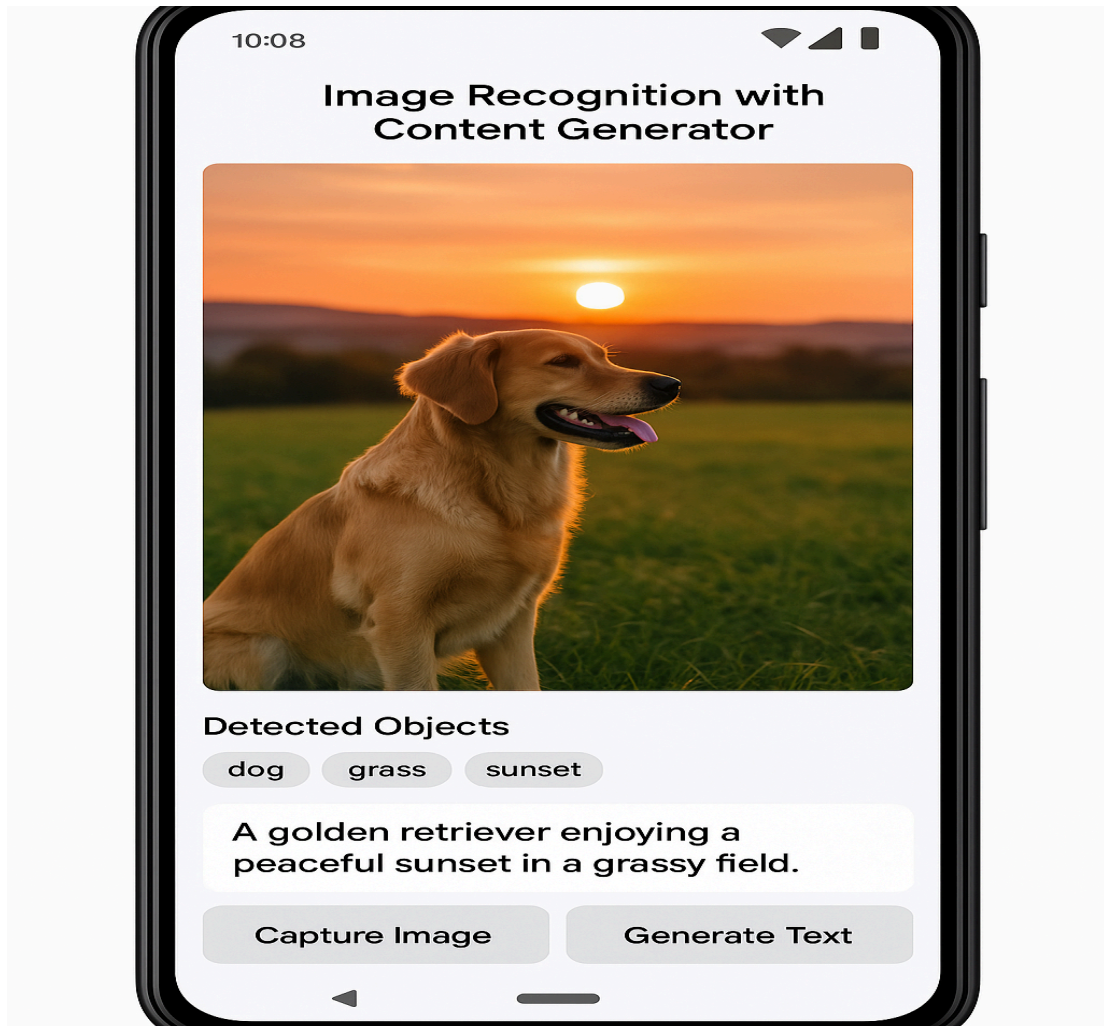 10:08
Image Recognition with
Content Generator
Detected Objects
dog grass sunset
A golden retriever enjoying a
peaceful sunset in a grassy field.
Capture Image Generate Text